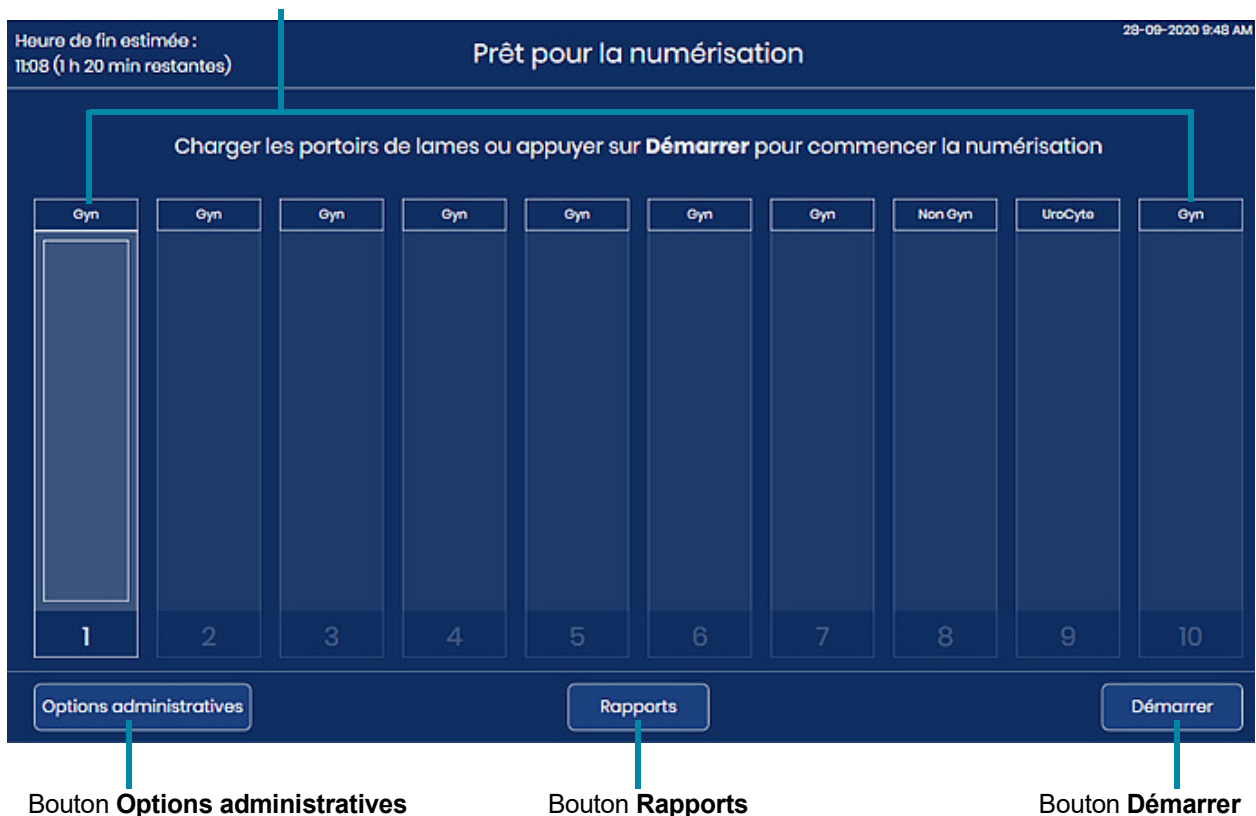 Heure de fin estimée :
11:08 (1 h 20 min restantes)
Prêt pour la numérisation
28-09-2020 9:48 AM
Charger les portoirs de lames ou appuyer sur Démarrer pour commencer la numérisation
Gyn Gyn Gyn Gyn Gyn Gyn Gyn Non Gyn UroCyte Gyn
1 2 3 4 5 6 7 8 9 10
Options administratives Rapports Démarrer
Bouton Options administratives Bouton Rapports Bouton Démarrer